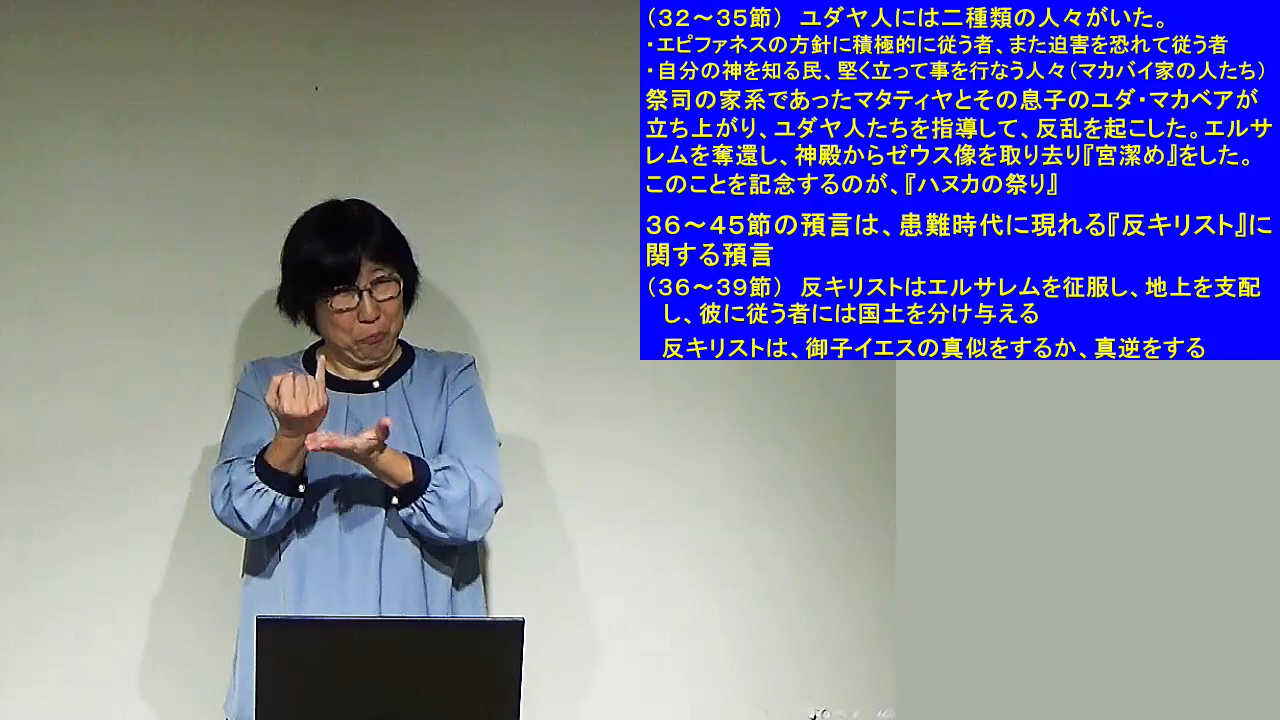 （３２～３５節）　ユダヤ人には二種類の人々がいた。
・エピファネスの方針に積極的に従う者、また迫害を恐れて従う者
・自分の神を知る民、堅く立って事を行なう人々（マカバイ家の人たち）
祭司の家系であったマタティヤとその息子のユダ・マカベアが
立ち上がり、ユダヤ人たちを指導して、反乱を起こした。エルサ
レムを奪還し、神殿からゼウス像を取り去り『宮潔め』をした。
このことを記念するのが、『ハヌカの祭り』
３６～４５節の預言は、患難時代に現れる『反キリスト』に
関する預言
（３６～３９節）　反キリストはエルサレムを征服し、地上を支配
し、彼に従う者には国土を分け与える
反キリストは、御子イエスの真似をするか、真逆をする